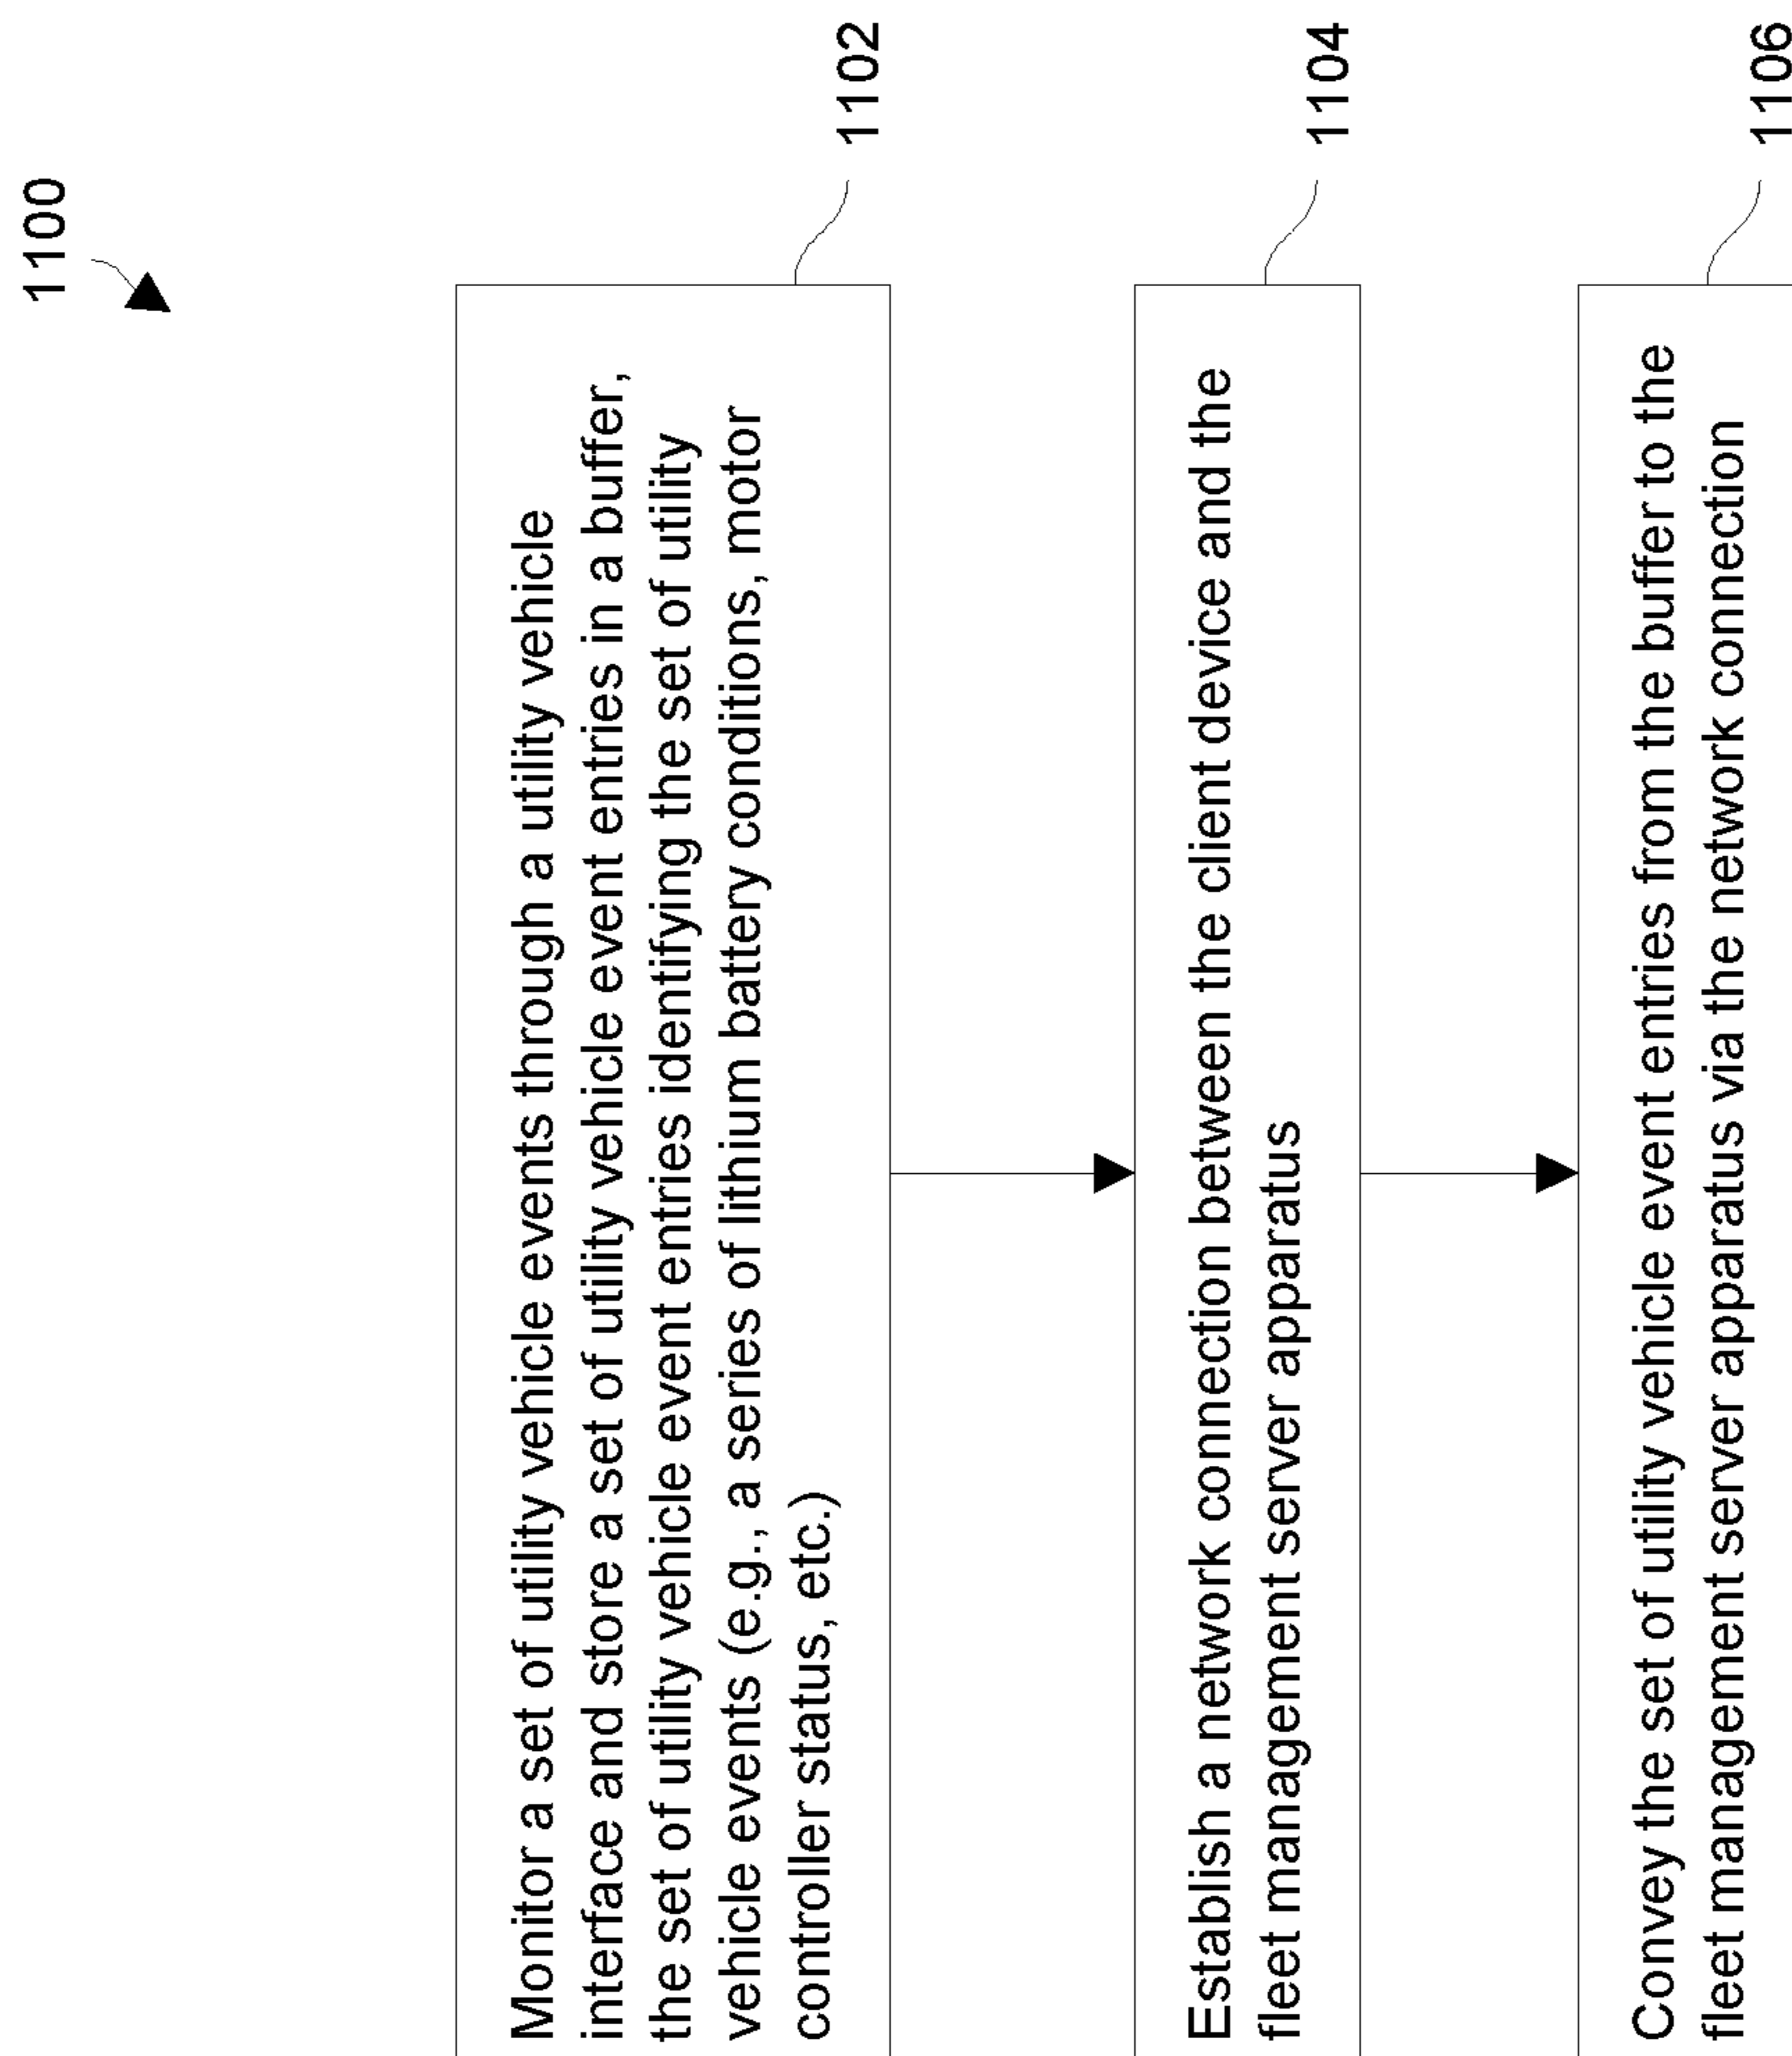 1100
Monitor a set of utility vehicle events through a utility vehicle
interface and store a set of utility vehicle event entries in a buffer,
the set of utility vehicle event entries identifying the set of utility
vehicle events (e.g., a series of lithium battery conditions, motor
controller status, etc.)
1102
Establish a network connection between the client device and the
fleet management server apparatus
1104
Convey the set of utility vehicle event entries from the buffer to the
fleet management server apparatus via the network connection
1106